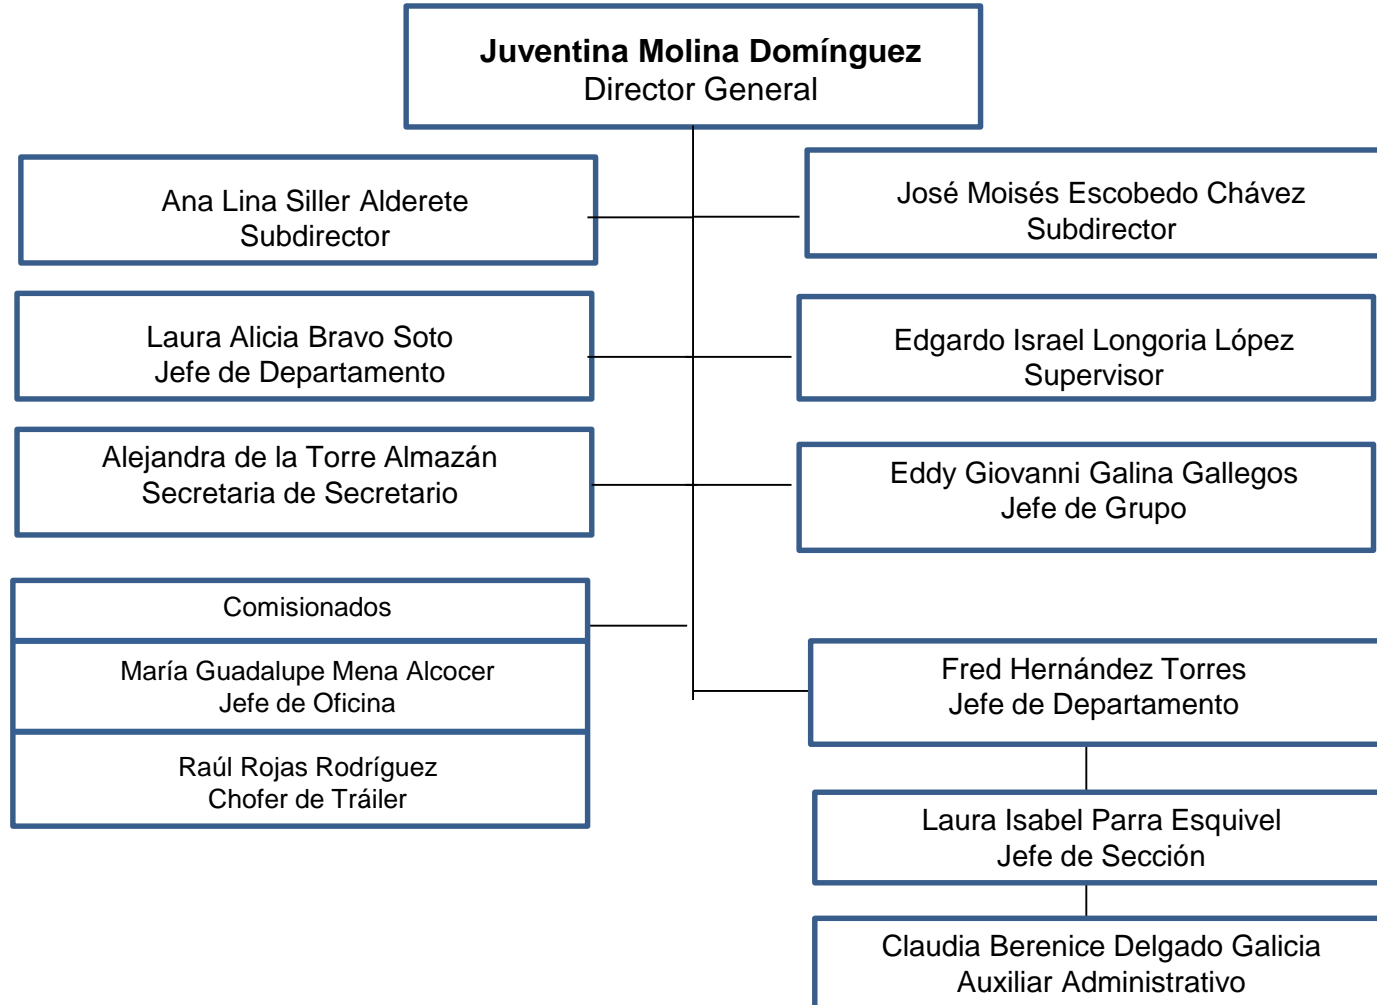 Juventina Molina Domínguez
Director General
Ana Lina Siller Alderete
Subdirector
José Moisés Escobedo Chávez
Subdirector
Laura Alicia Bravo Soto
Jefe de Departamento
Edgardo Israel Longoria López
Supervisor
Alejandra de la Torre Almazán
Secretaria de Secretario
Eddy Giovanni Galina Gallegos
Jefe de Grupo
Comisionados
María Guadalupe Mena Alcocer
Jefe de Oficina
Raúl Rojas Rodríguez
Chofer de Tráiler
Fred Hernández Torres
Jefe de Departamento
Laura Isabel Parra Esquivel
Jefe de Sección
Claudia Berenice Delgado Galicia
Auxiliar Administrativo